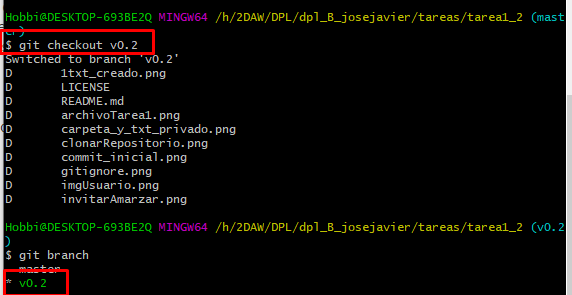 Hobbi@DESKTOP-693BE2Q MINGW64 /h/2DAW/DPL/dpl_B_josejavier/tareas/tarea1_2 (mast
er)
$ git checkout v0.2
Switched to branch 'v0.2'
D       1txt_creado.png
D       LICENSE
D       README.md
D       archivoTarea1.png
D       carpeta_y_txt_privado.png
D       clonarRepositorio.png
D       commit_inicial.png
D       gitignore.png
D       imgUsuario.png
D       invitarAmarzar.png
Hobbi@DESKTOP-693BE2Q MINGW64 /h/2DAW/DPL/dpl_B_josejavier/tareas/tarea1_2 (v0.2
)
$ git branch
  master
* v0.2